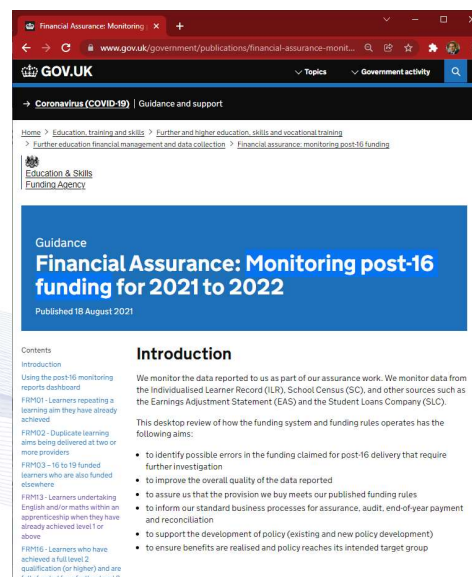 Financial Assurance: Monitoring
www.gov.uk/government/publications/financial-assurance-monit...
GOV.UK
Topics
Government activity
→ Coronavirus (COVID-19) | Guidance and support
Home > Education, training and skills > Further and higher education, skills and vocational training
> Further education financial management and data collection > Financial assurance: monitoring post-16 funding
Education & Skills
Funding Agency
Guidance
Financial Assurance: Monitoring post-16
funding for 2021 to 2022
Published 18 August 2021
Contents
Introduction
Using the post-16 monitoring
reports dashboard
FRM01 - Learners repeating a
learning aim they have already
achieved
FRM02 - Duplicate learning
aims being delivered at two or
more providers
FRM03 - 16 to 19 funded
learners who are also funded
elsewhere
FRM13 - Learners undertaking
English and/or maths within an
apprenticeship when they have
already achieved level 1 or
above
FRM16 - Learners who have
achieved a full level 2
qualification (or higher) and are
Introduction
We monitor the data reported to us as part of our assurance work. We monitor data from
the Individualised Learner Record (ILR), School Census (SC), and other sources such as
the Earnings Adjustment Statement (EAS) and the Student Loans Company (SLC).
This desktop review of how the funding system and funding rules operates has the
following aims:
• to identify possible errors in the funding claimed for post-16 delivery that require
further investigation
• to improve the overall quality of the data reported
• to assure us that the provision we buy meets our published funding rules
• to inform our standard business processes for assurance, audit, end-of-year payment
and reconciliation
• to support the development of policy (existing and new policy development)
• to ensure benefits are realised and policy reaches its intended target group